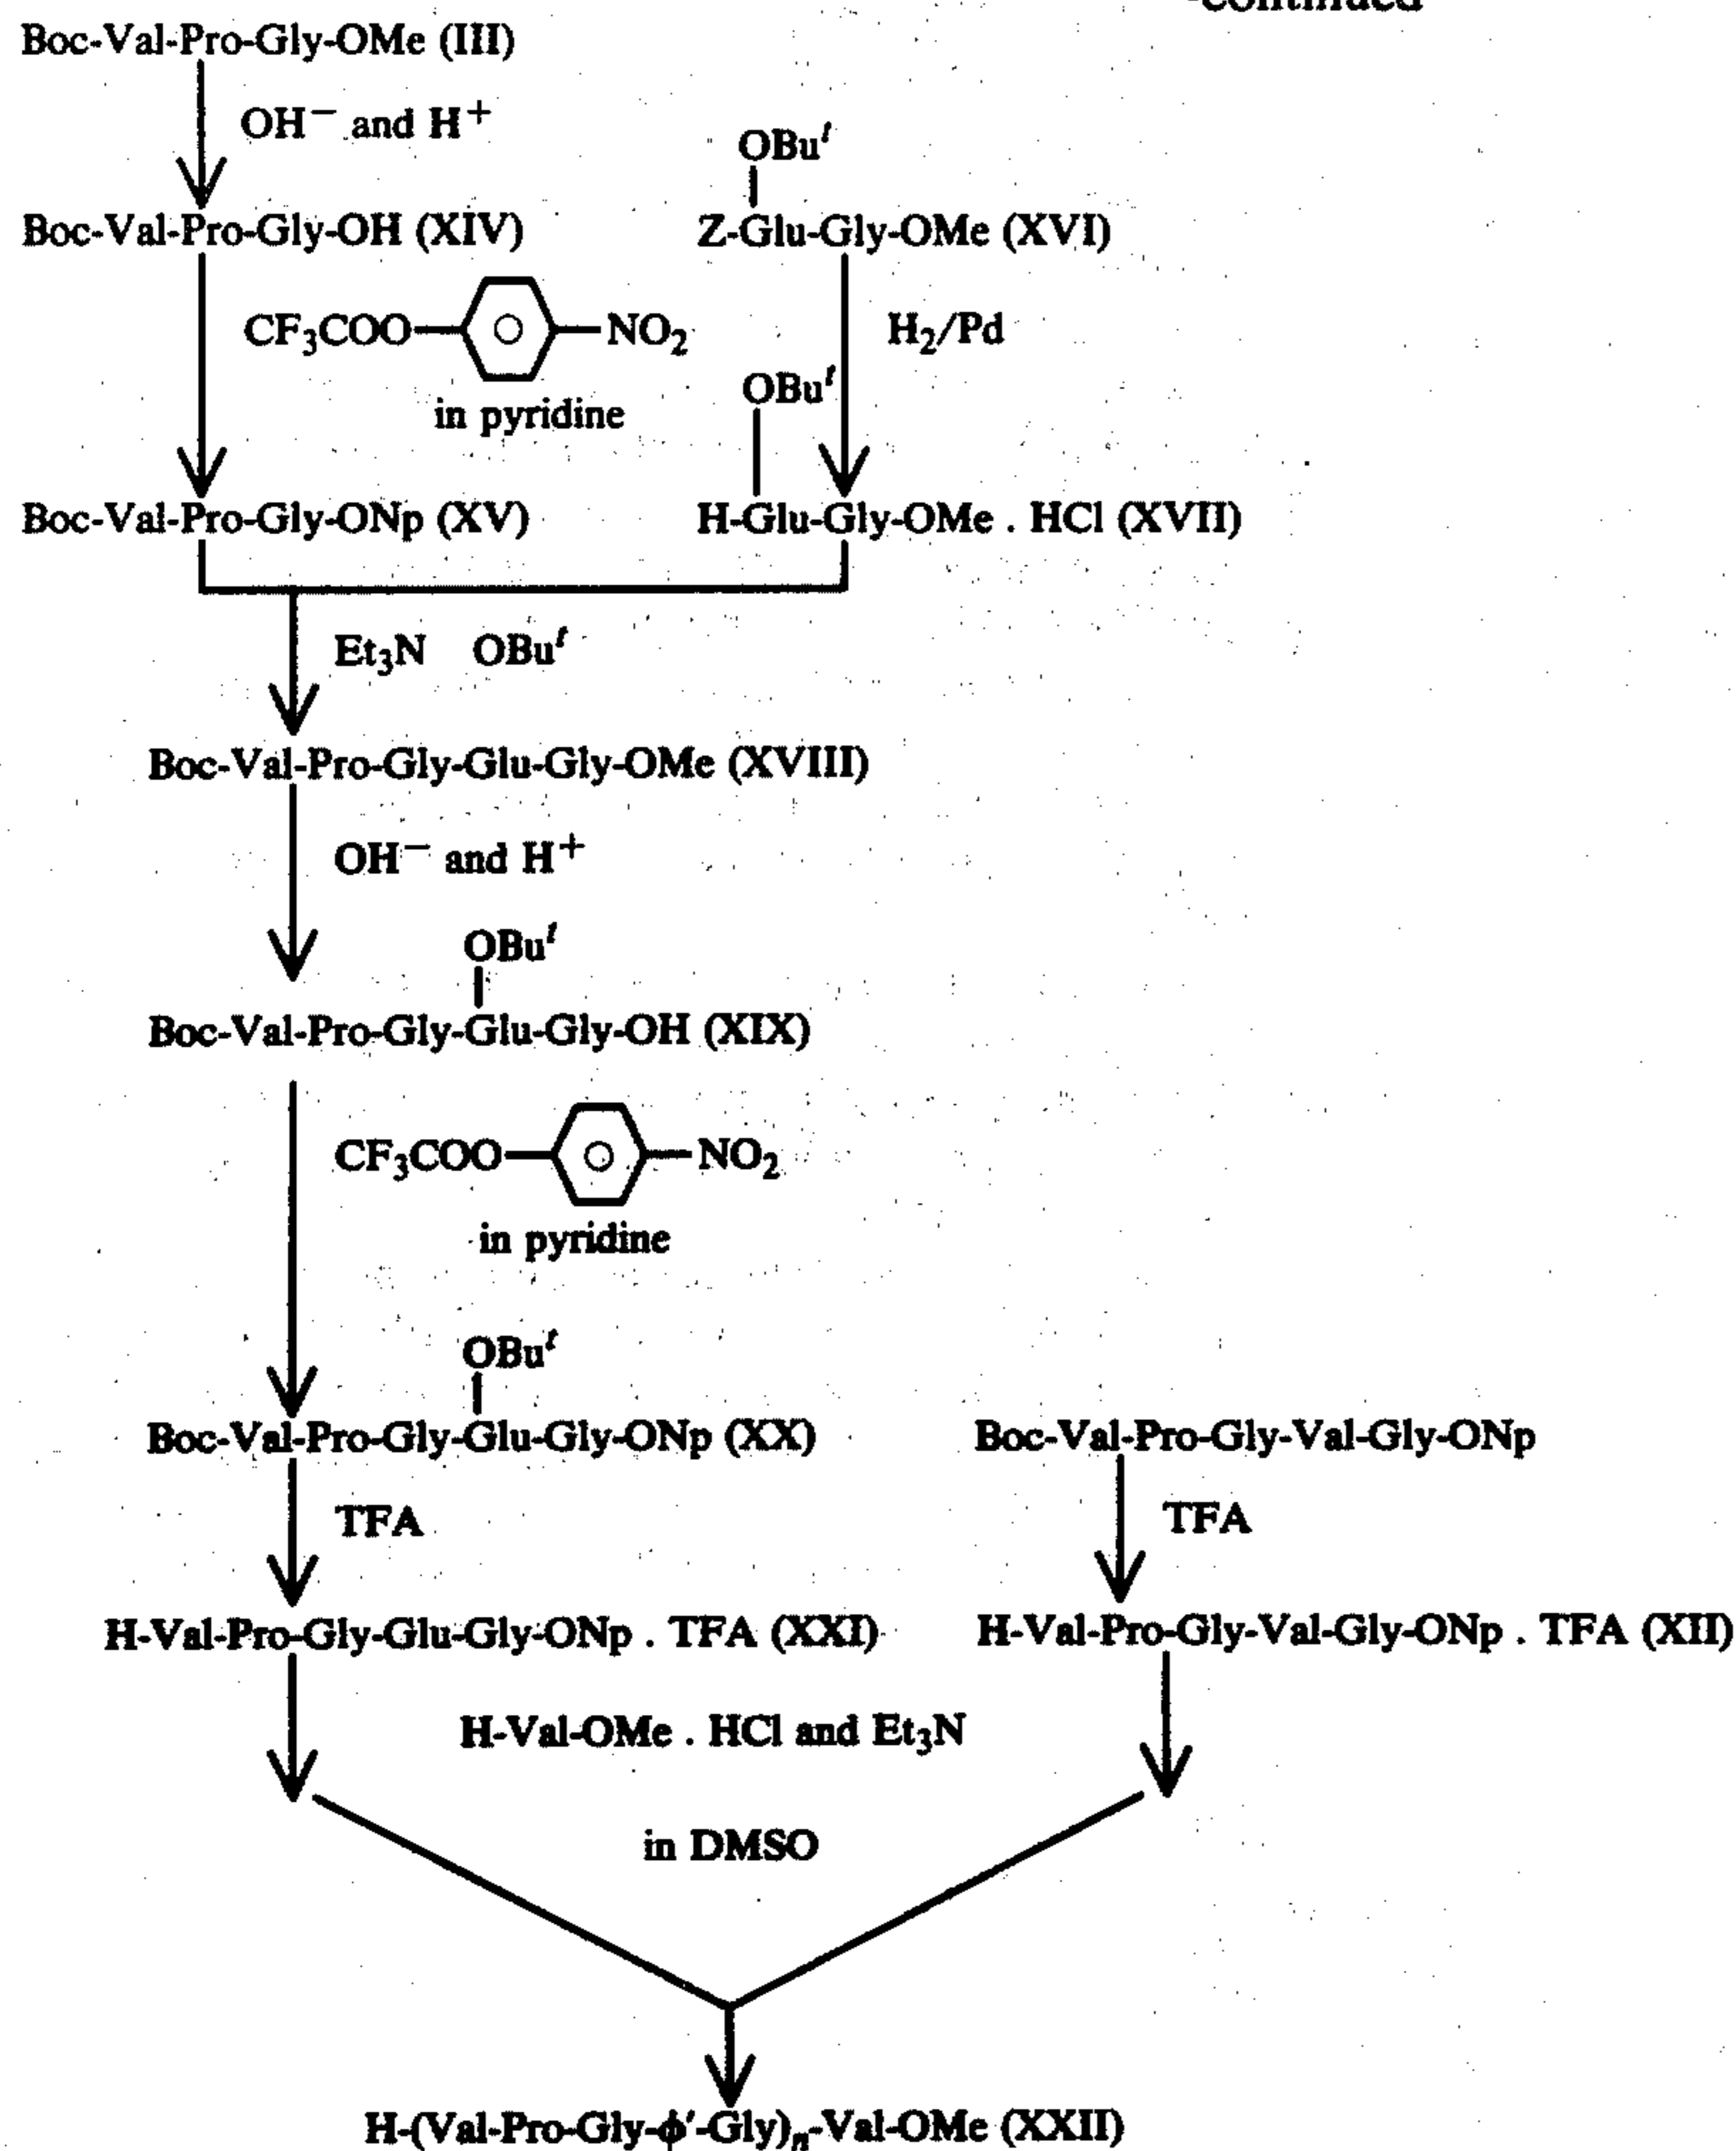 -continued
Boc-Val-Pro-Gly-OMe (III)
OH⁻ and H⁺
OBuᵗ
Boc-Val-Pro-Gly-OH (XIV)
Z-Glu-Gly-OMe (XVI)
CF₃COO
NO₂
H₂/Pd
in pyridine
OBuᵗ
Boc-Val-Pro-Gly-ONp (XV)
H-Glu-Gly-OMe . HCl (XVII)
Et₃N
OBuᵗ
Boc-Val-Pro-Gly-Glu-Gly-OMe (XVIII)
OH⁻ and H⁺
OBuᵗ
Boc-Val-Pro-Gly-Glu-Gly-OH (XIX)
CF₃COO
NO₂
in pyridine
OBuᵗ
Boc-Val-Pro-Gly-Glu-Gly-ONp (XX)
Boc-Val-Pro-Gly-Val-Gly-ONp
TFA
TFA
H-Val-Pro-Gly-Glu-Gly-ONp . TFA (XXI)
H-Val-Pro-Gly-Val-Gly-ONp . TFA (XII)
H-Val-OMe . HCl and Et₃N
in DMSO
H-(Val-Pro-Gly-ϕ′-Gly)ₙ-Val-OMe (XXII)